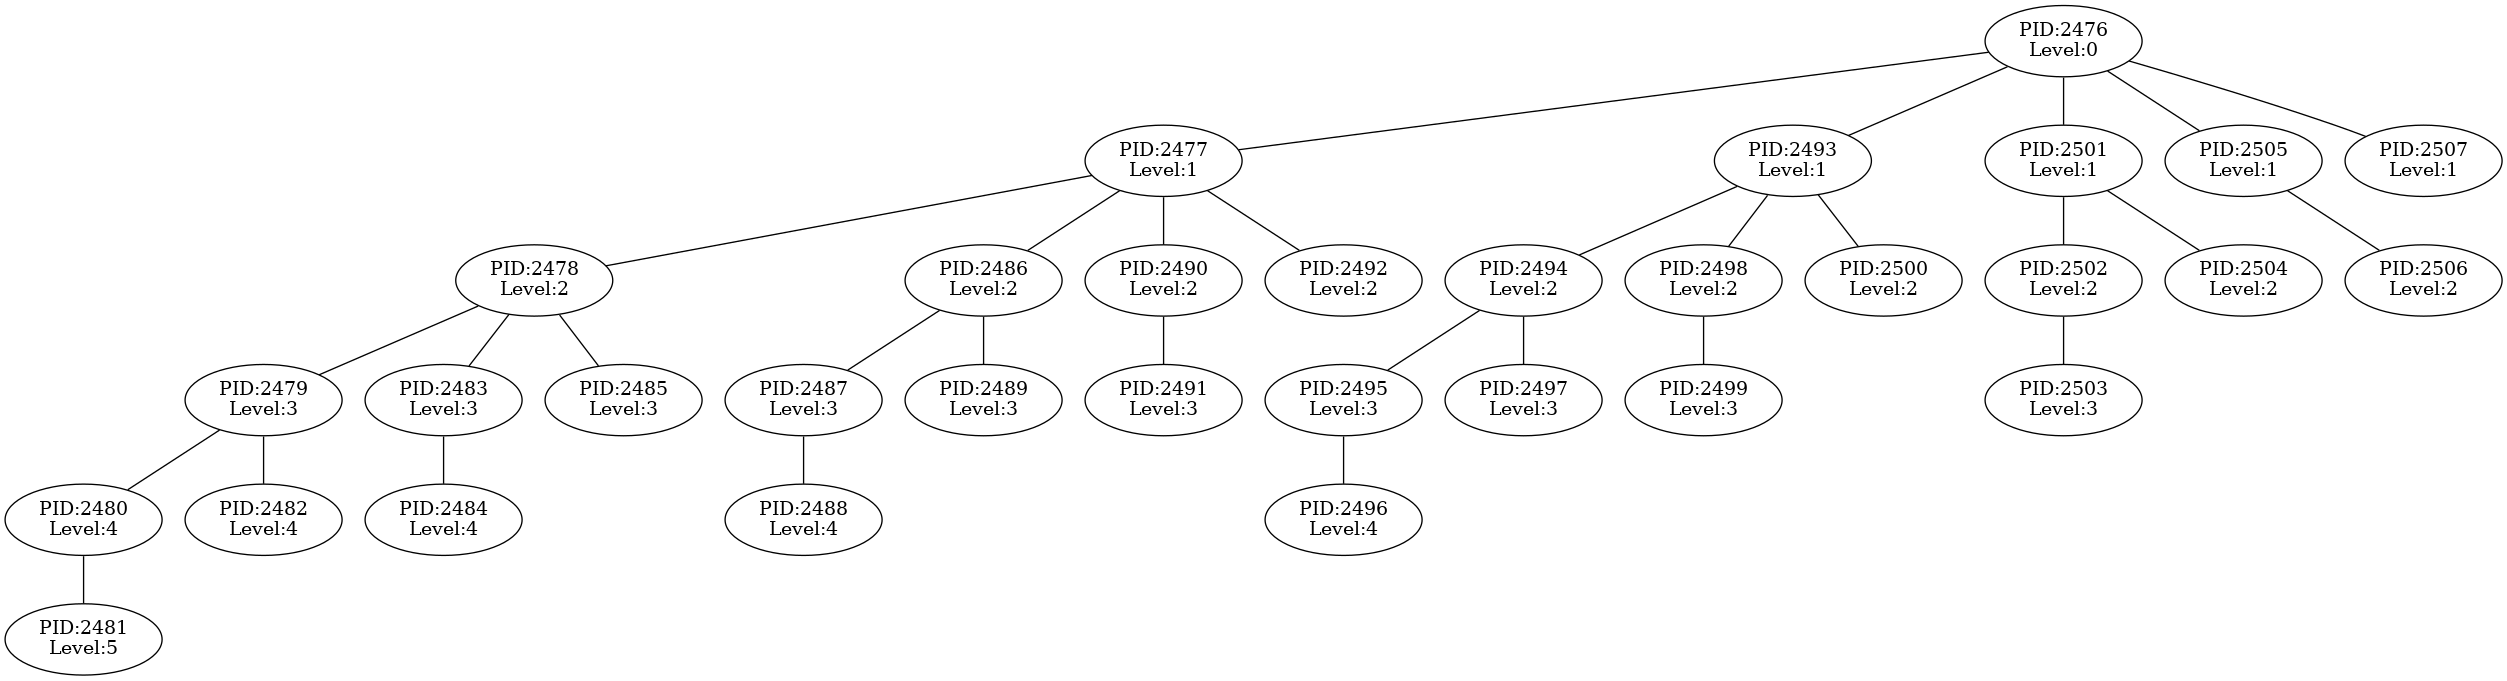 PID:2476
Level:0
PID:2477
Level:1
PID:2493
Level:1
PID:2501
Level:1
PID:2505
Level:1
PID:2507
Level:1
PID:2478
Level:2
PID:2486
Level:2
PID:2490
Level:2
PID:2492
Level:2
PID:2494
Level:2
PID:2498
Level:2
PID:2500
Level:2
PID:2502
Level:2
PID:2504
Level:2
PID:2506
Level:2
PID:2479
Level:3
PID:2483
Level:3
PID:2485
Level:3
PID:2487
Level:3
PID:2489
Level:3
PID:2491
Level:3
PID:2495
Level:3
PID:2497
Level:3
PID:2499
Level:3
PID:2503
Level:3
PID:2480
Level:4
PID:2482
Level:4
PID:2484
Level:4
PID:2488
Level:4
PID:2496
Level:4
PID:2481
Level:5